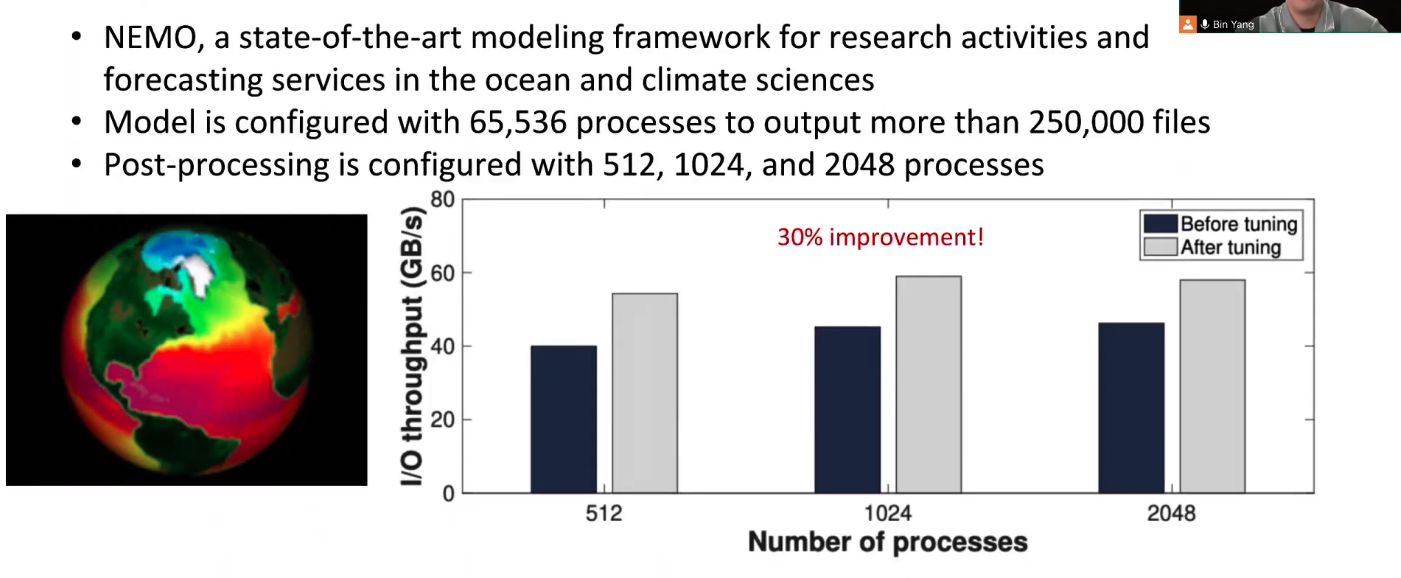 Bin Yang
• NEMO, a state-of-the-art modeling framework for research activities and
forecasting services in the ocean and climate sciences
• Model is configured with 65,536 processes to output more than 250,000 files
• Post-processing is configured with 512, 1024, and 2048 processes
I/O throughput (GB/s)
80
60
40
20
0
30% improvement!
Before tuning
After tuning
512
1024
2048
Number of processes